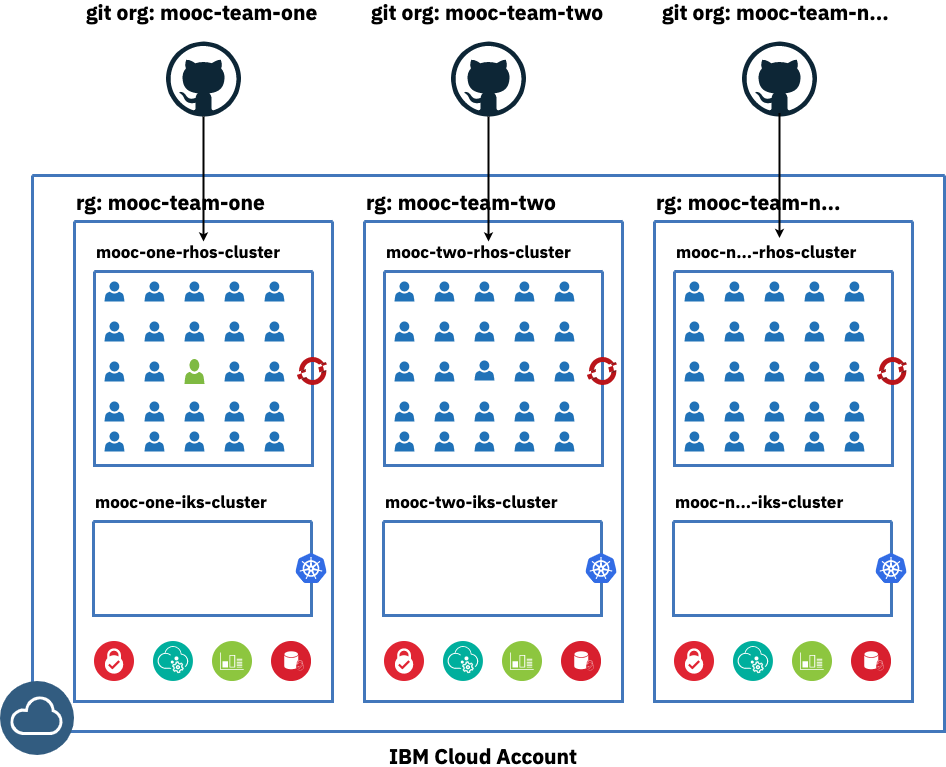 git org: mooc-team-one
git org: mooc-team-two
git org: mooc-team-n...
rg: mooc-team-one
rg: mooc-team-two
rg: mooc-team-n...
mooc-one-rhos-cluster
mooc-two-rhos-cluster
mooc-n...-rhos-cluster
mooc-one-iks-cluster
mooc-two-iks-cluster
mooc-n...-iks-cluster
IBM Cloud Account